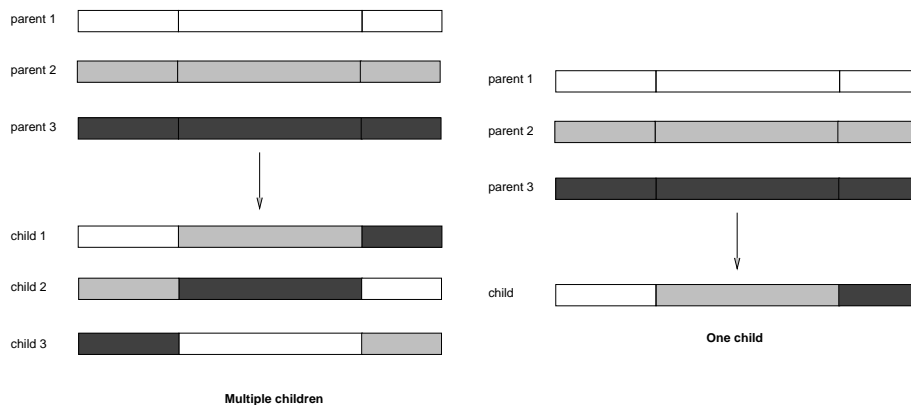 parent 1
parent 2
parent 3
child 1
child 2
child 3
Multiple children
parent 1
parent 2
parent 3
child
One child